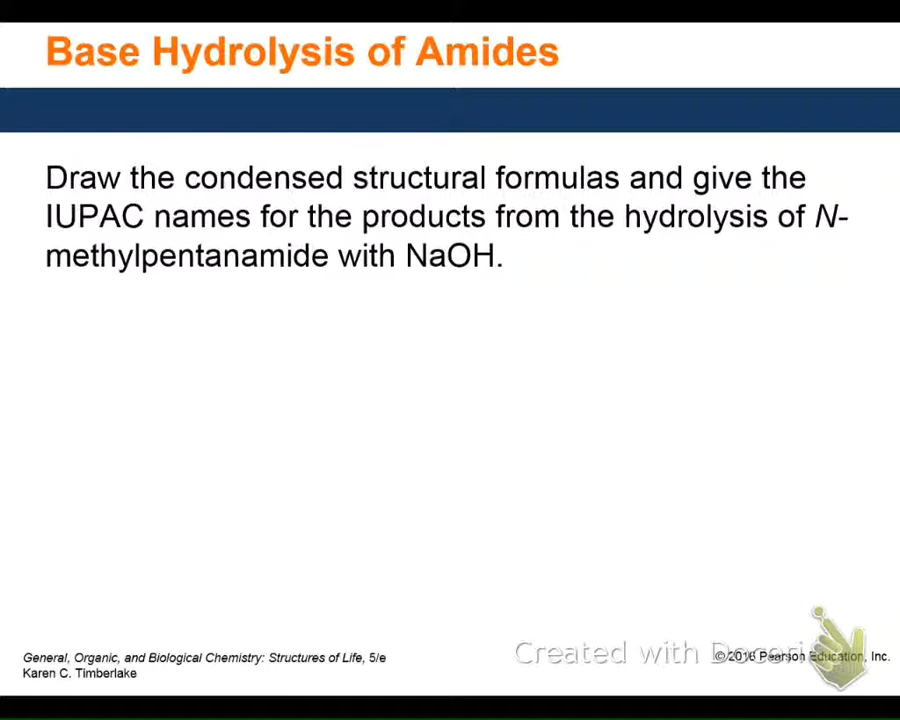 Base Hydrolysis of Amides
Draw the condensed structural formulas and give the
IUPAC names for the products from the hydrolysis of N-
methylpentanamide with NaOH.
General, Organic, and Biological Chemistry: Structures of Life, 5/e
Karen C. Timberlake
Created with
© 2016 Pearson Education, Inc.